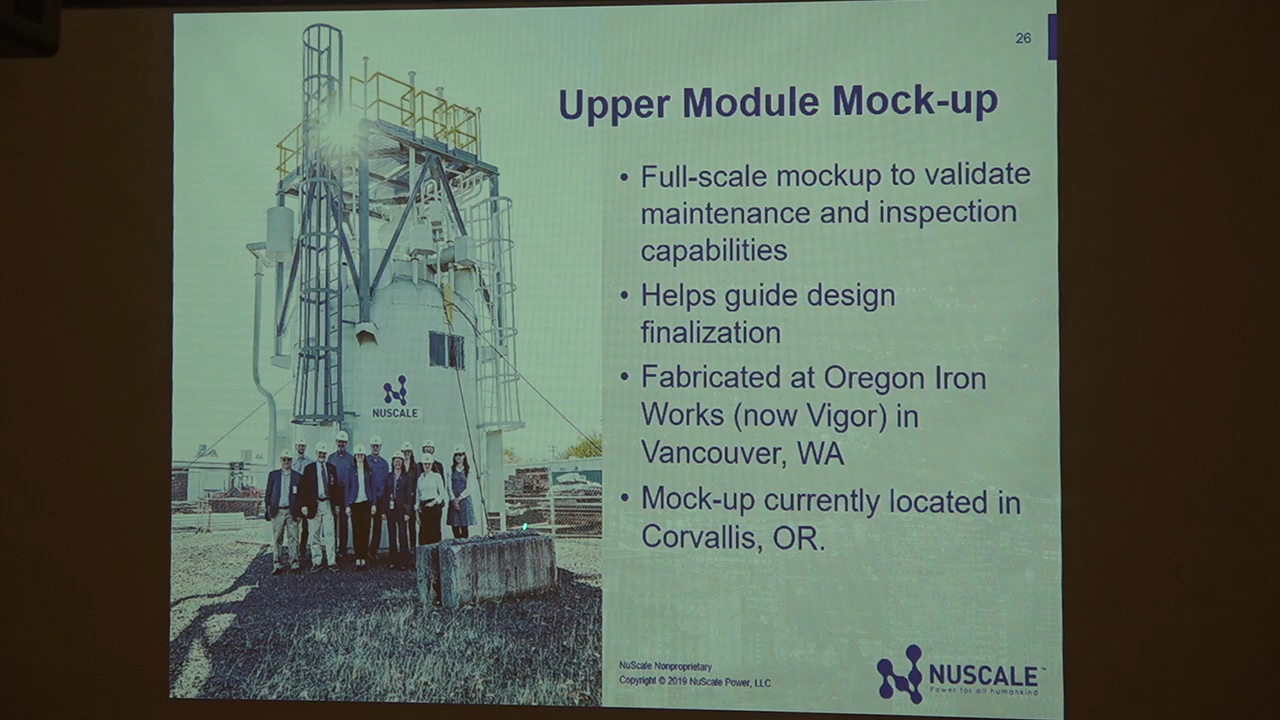 26
Upper Module Mock-up
• Full-scale mockup to validate
maintenance and inspection
capabilities
• Helps guide design
finalization
• Fabricated at Oregon Iron
Works (now Vigor) in
Vancouver, WA
• Mock-up currently located in
Corvallis, OR.
NUSCALE
NuScale Nonproprietary
Copyright © 2019 NuScale Power, LLC
NUSCALE™
Power for all humankind